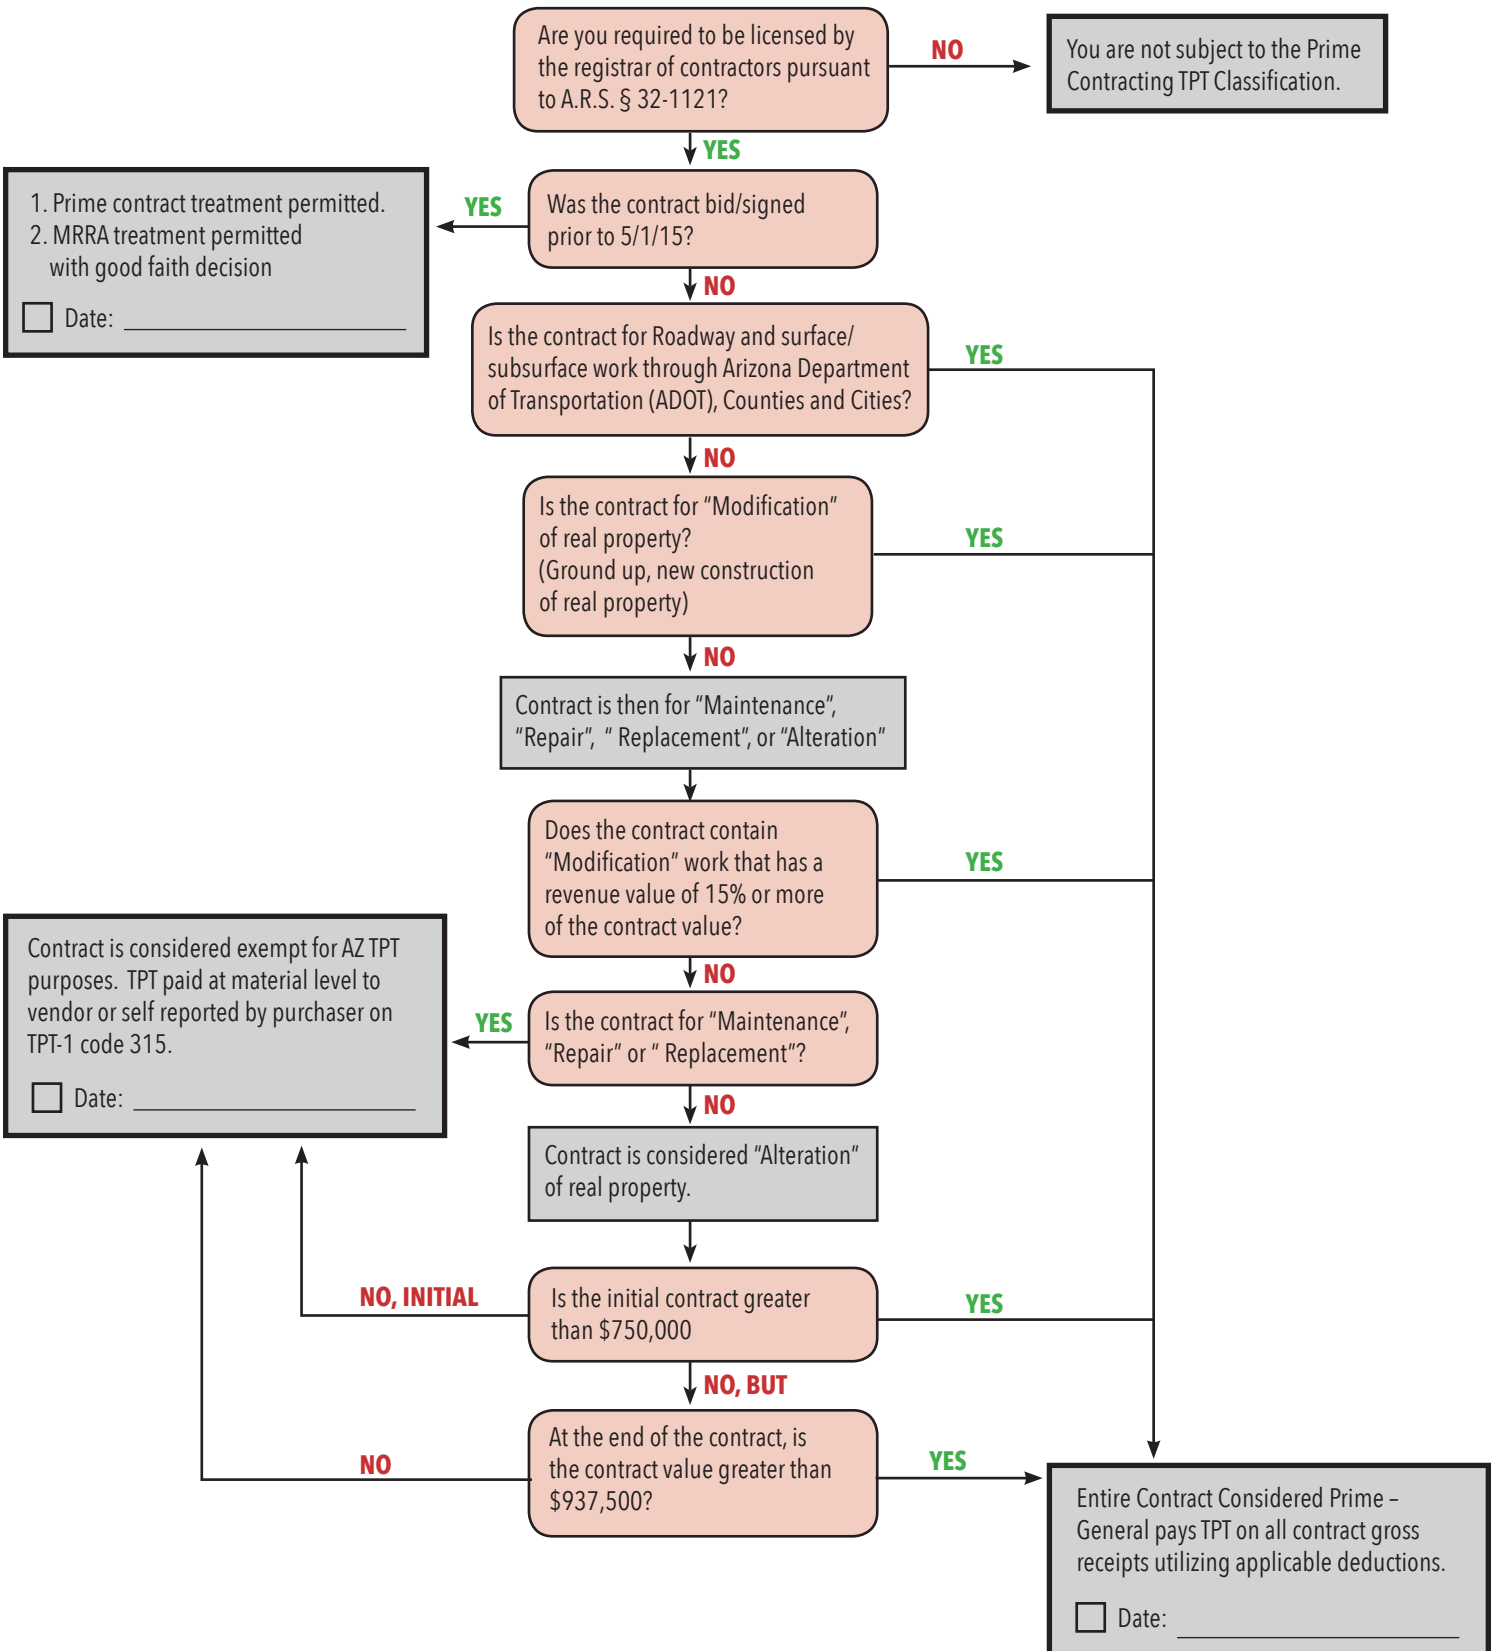 Are you required to be licensed by
the registrar of contractors pursuant
to A.R.S. § 32-1121?
NO
You are not subject to the Prime
Contracting TPT Classification.
YES
Was the contract bid/signed
prior to 5/1/15?
YES
1. Prime contract treatment permitted.
2. MRRA treatment permitted
with good faith decision
Date:
NO
Is the contract for Roadway and surface/
subsurface work through Arizona Department
of Transportation (ADOT), Counties and Cities?
YES
NO
Is the contract for “Modification”
of real property?
(Ground up, new construction
of real property)
YES
NO
Contract is then for “Maintenance”,
“Repair”, “ Replacement”, or “Alteration”
Does the contract contain
“Modification” work that has a
revenue value of 15% or more
of the contract value?
YES
NO
Is the contract for “Maintenance”,
“Repair” or “ Replacement”?
YES
Contract is considered exempt for AZ TPT
purposes. TPT paid at material level to
vendor or self reported by purchaser on
TPT-1 code 315.
Date:
NO
Contract is considered “Alteration”
of real property.
Is the initial contract greater
than $750,000
NO, INITIAL
YES
NO, BUT
At the end of the contract, is
the contract value greater than
$937,500?
NO
YES
Entire Contract Considered Prime –
General pays TPT on all contract gross
receipts utilizing applicable deductions.
Date: